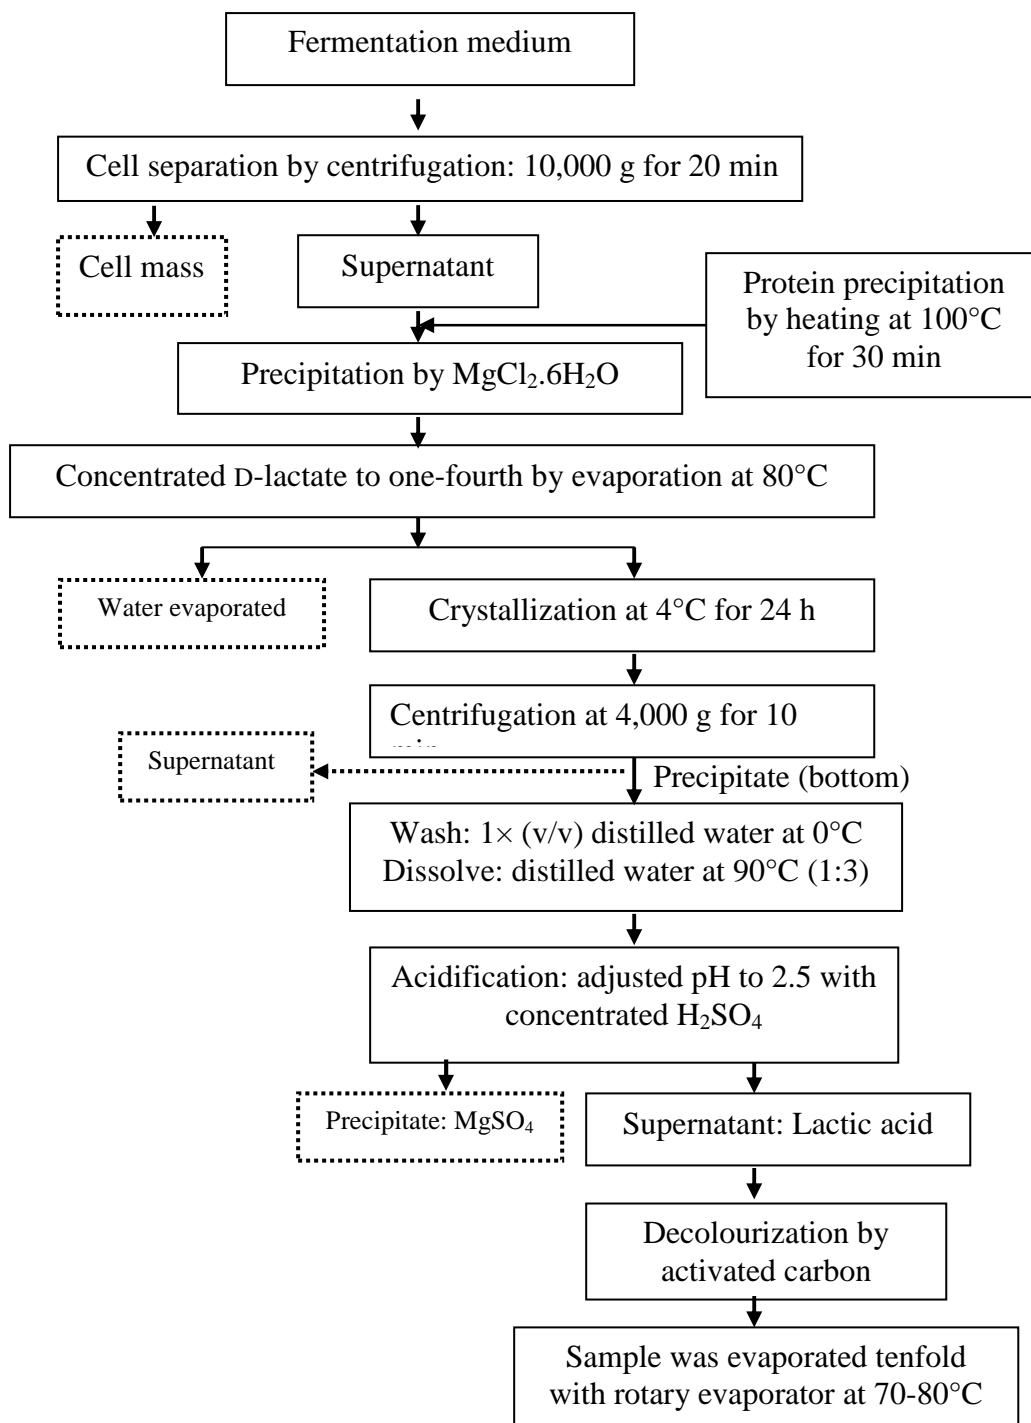 Fermentation medium
Cell separation by centrifugation: 10,000 g for 20 min
Cell mass
Supernatant
Protein precipitation
by heating at 100°C
for 30 min
Precipitation by MgCl₂.6H₂O
Concentrated D-lactate to one-fourth by evaporation at 80°C
Water evaporated
Crystallization at 4°C for 24 h
Centrifugation at 4,000 g for 10
Supernatant
Precipitate (bottom)
Wash: 1× (v/v) distilled water at 0°C
Dissolve: distilled water at 90°C (1:3)
Acidification: adjusted pH to 2.5 with
concentrated H₂SO₄
Precipitate: MgSO₄
Supernatant: Lactic acid
Decolourization by
activated carbon
Sample was evaporated tenfold
with rotary evaporator at 70-80°C